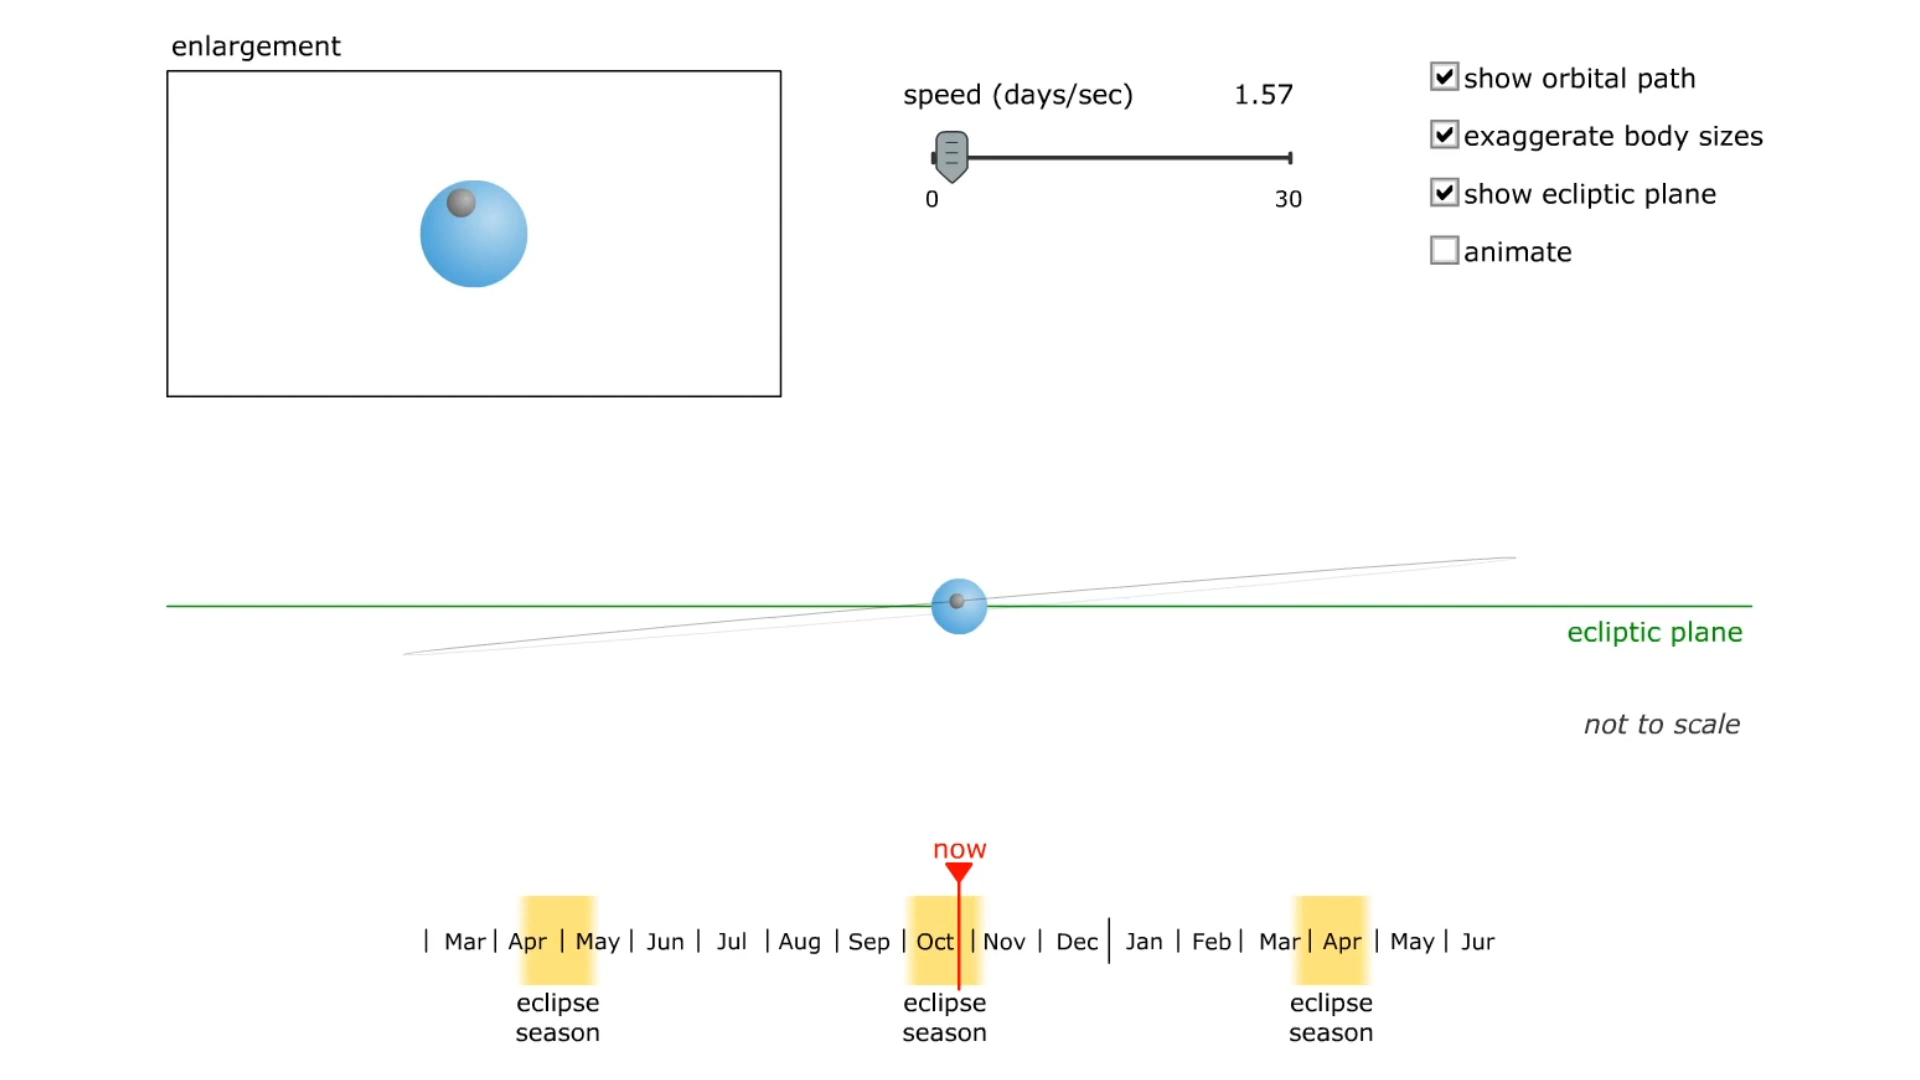 enlargement
speed (days/sec) 1.57
0 30
show orbital path
exaggerate body sizes
show ecliptic plane
animate
ecliptic plane
not to scale
now
Mar Apr May Jun Jul Aug Sep Oct Nov Dec Jan Feb Mar Apr May Jur
eclipse
season
eclipse
season
eclipse
season